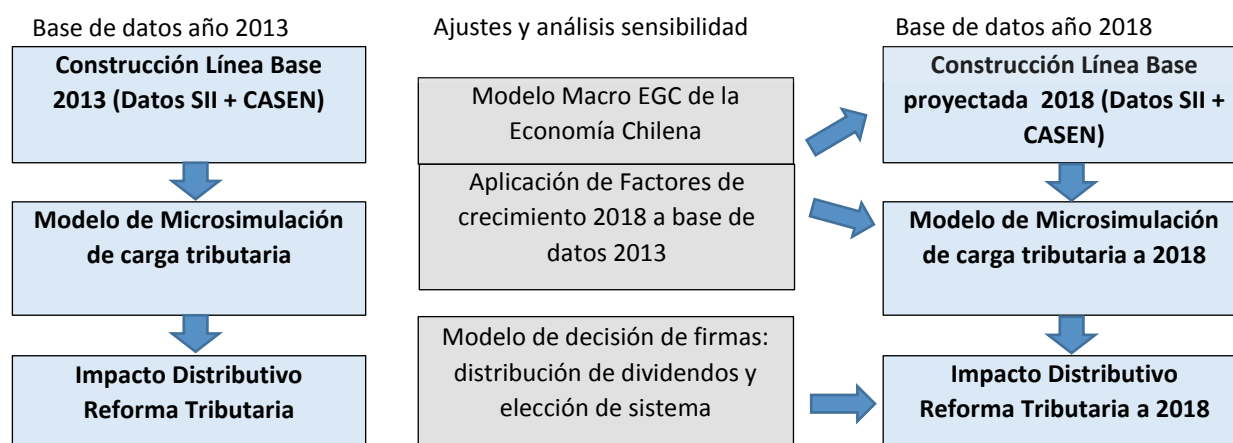 Base de datos año 2013
Construcción Línea Base
2013 (Datos SII + CASEN)
Modelo de Microsimulación
de carga tributaria
Impacto Distributivo
Reforma Tributaria
Ajustes y análisis sensibilidad
Modelo Macro EGC de la
Economía Chilena
Aplicación de Factores de
crecimiento 2018 a base de
datos 2013
Modelo de decisión de firmas:
distribución de dividendos y
elección de sistema
Base de datos año 2018
Construcción Línea Base
proyectada 2018 (Datos SII +
CASEN)
Modelo de Microsimulación
de carga tributaria a 2018
Impacto Distributivo
Reforma Tributaria a 2018